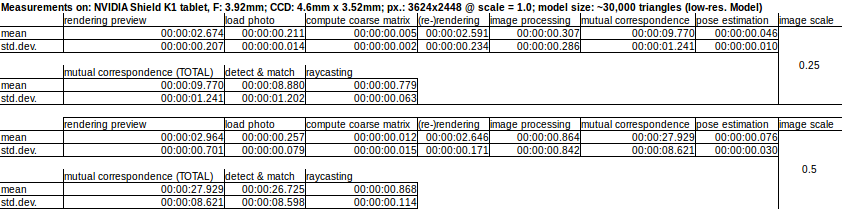 Measurements on: NVIDIA Shield K1 tablet, F: 3.92mm; CCD: 4.6mm x 3.52mm; px.: 3624x2448 @ scale = 1.0; model size: ~30,000 triangles (low-res. Model)
rendering preview load photo compute coarse matrix (re-)rendering image processing mutual correspondence pose estimation image scale
mean 00:00:02.674 00:00:00.211 00:00:00.005 00:00:02.591 00:00:00.307 00:00:09.770 00:00:00.046
std.dev. 00:00:00.207 00:00:00.014 00:00:00.002 00:00:00.234 00:00:00.286 00:00:01.241 00:00:00.010
0.25
mutual correspondence (TOTAL) detect & match raycasting
mean 00:00:09.770 00:00:08.880 00:00:00.779
std.dev. 00:00:01.241 00:00:01.202 00:00:00.063
rendering preview load photo compute coarse matrix (re-)rendering image processing mutual correspondence pose estimation image scale
mean 00:00:02.964 00:00:00.257 00:00:00.012 00:00:02.646 00:00:00.864 00:00:27.929 00:00:00.076
std.dev. 00:00:00.701 00:00:00.079 00:00:00.015 00:00:00.171 00:00:00.842 00:00:08.621 00:00:00.030
0.5
mutual correspondence (TOTAL) detect & match raycasting
mean 00:00:27.929 00:00:26.725 00:00:00.868
std.dev. 00:00:08.621 00:00:08.598 00:00:00.114